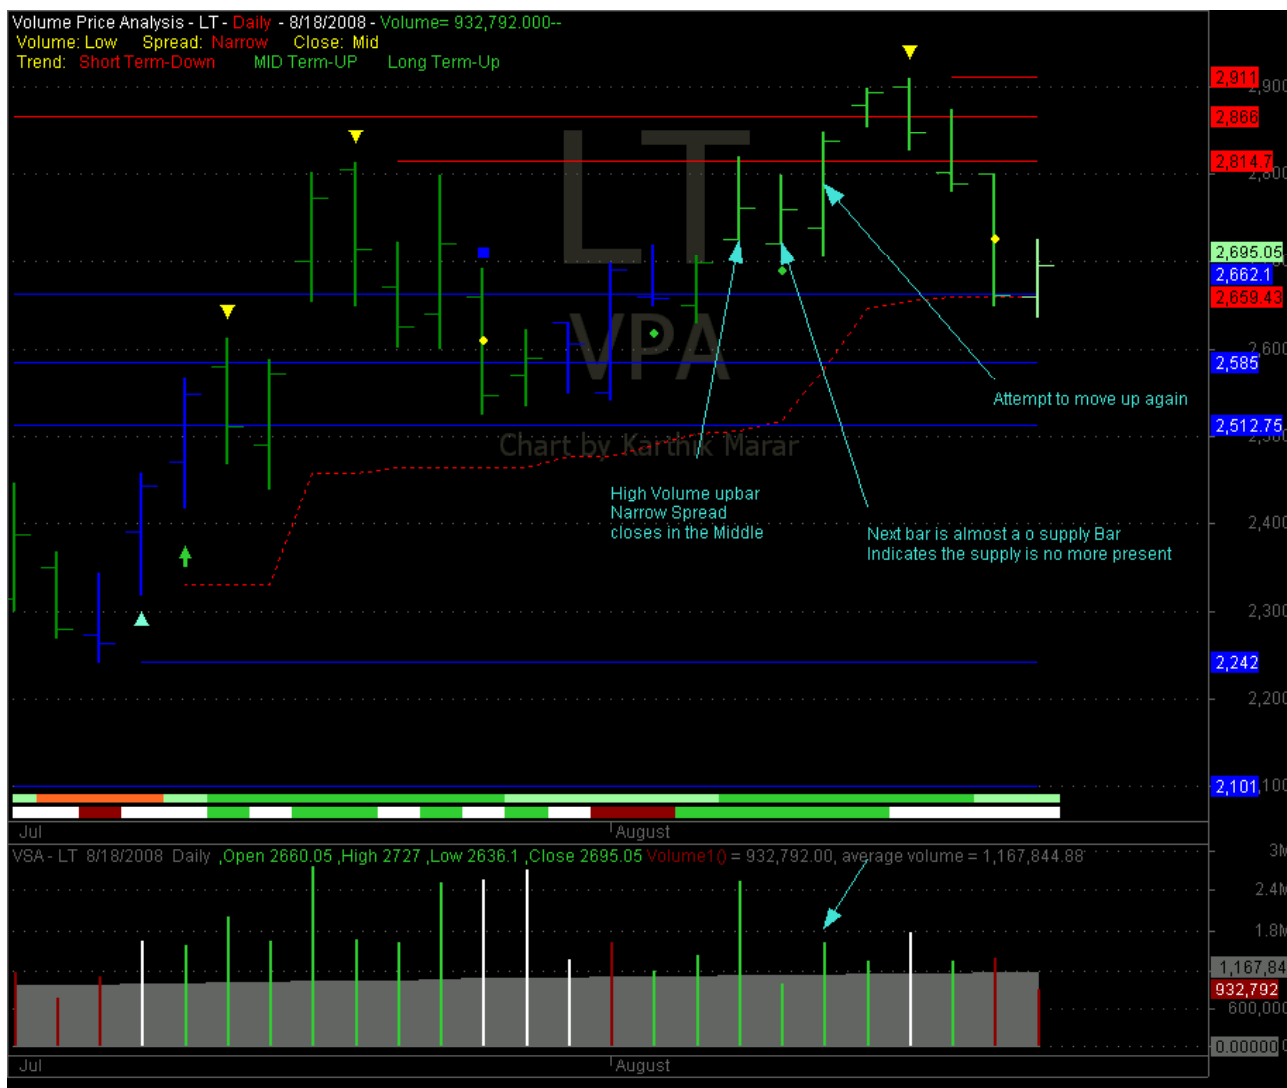 Volume Price Analysis - LT - Daily - 8/18/2008 - Volume= 932,792.000--
Volume: Low Spread: Narrow Close: Mid
Trend: Short Term-Down MID Term-UP Long Term-Up
2,911
2,900
2,866
2,814.7
2,800
LT
2,695.05
2,662.1
2,659.43
VPA
2,600
2,585
Attempt to move up again
2,512.75
Chart by Karthik Marar
High Volume upbar
Narrow Spread
closes in the Middle
Next bar is almost a o supply Bar
Indicates the supply is no more present
2,400
2,300
2,242
2,200
2,101
Jul August
VSA - LT 8/18/2008 Daily ,Open 2660.05 ,High 2727 ,Low 2636.1 ,Close 2695.05 Volume1() = 932,792.00, average volume = 1,167,844.88
3M
2.4M
1.8M
1,167,84
932,792
600,000
0.00000
Jul August